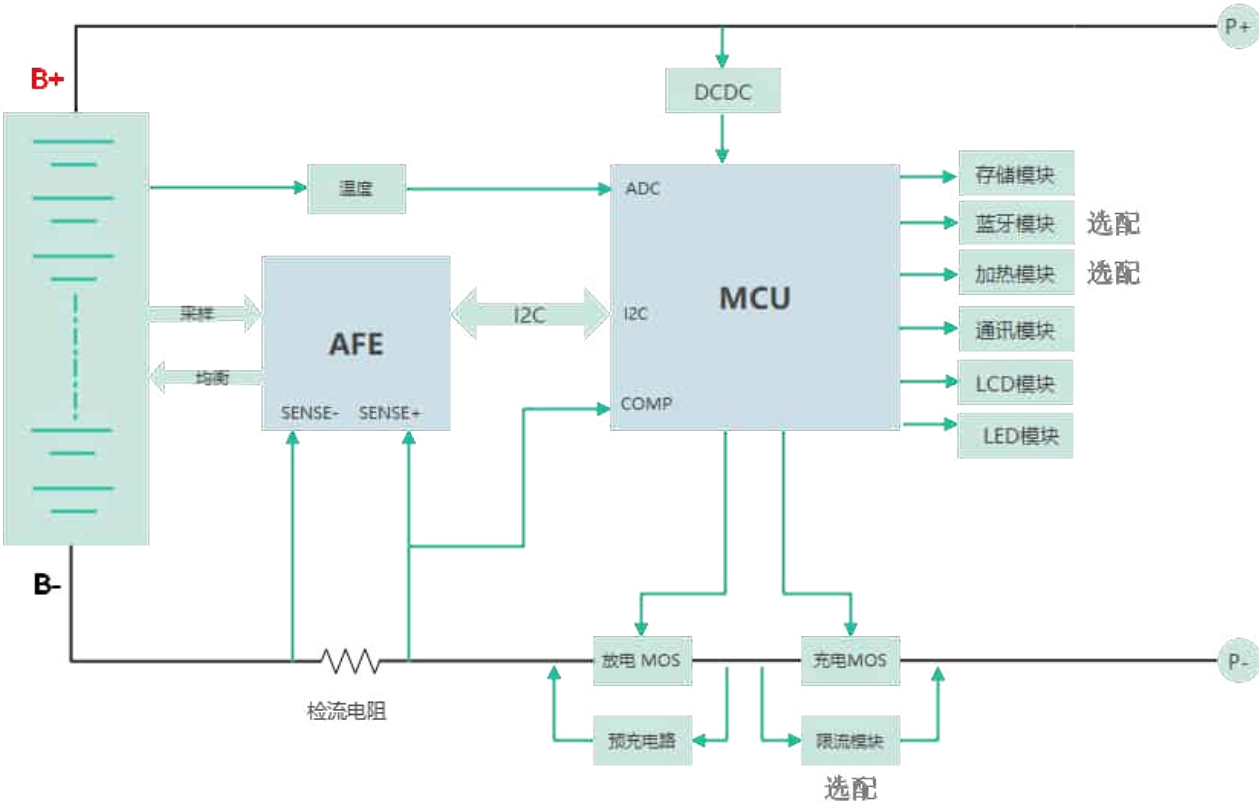 P+
B+
DCDC
温度
ADC
存储模块
蓝牙模块 选配
加热模块 选配
采样
I2C
I2C
MCU
通讯模块
AFE
均衡
LCD模块
SENSE- SENSE+
COMP
LED模块
B-
放电 MOS
充电MOS
P-
检流电阻
预充电路
限流模块
选配